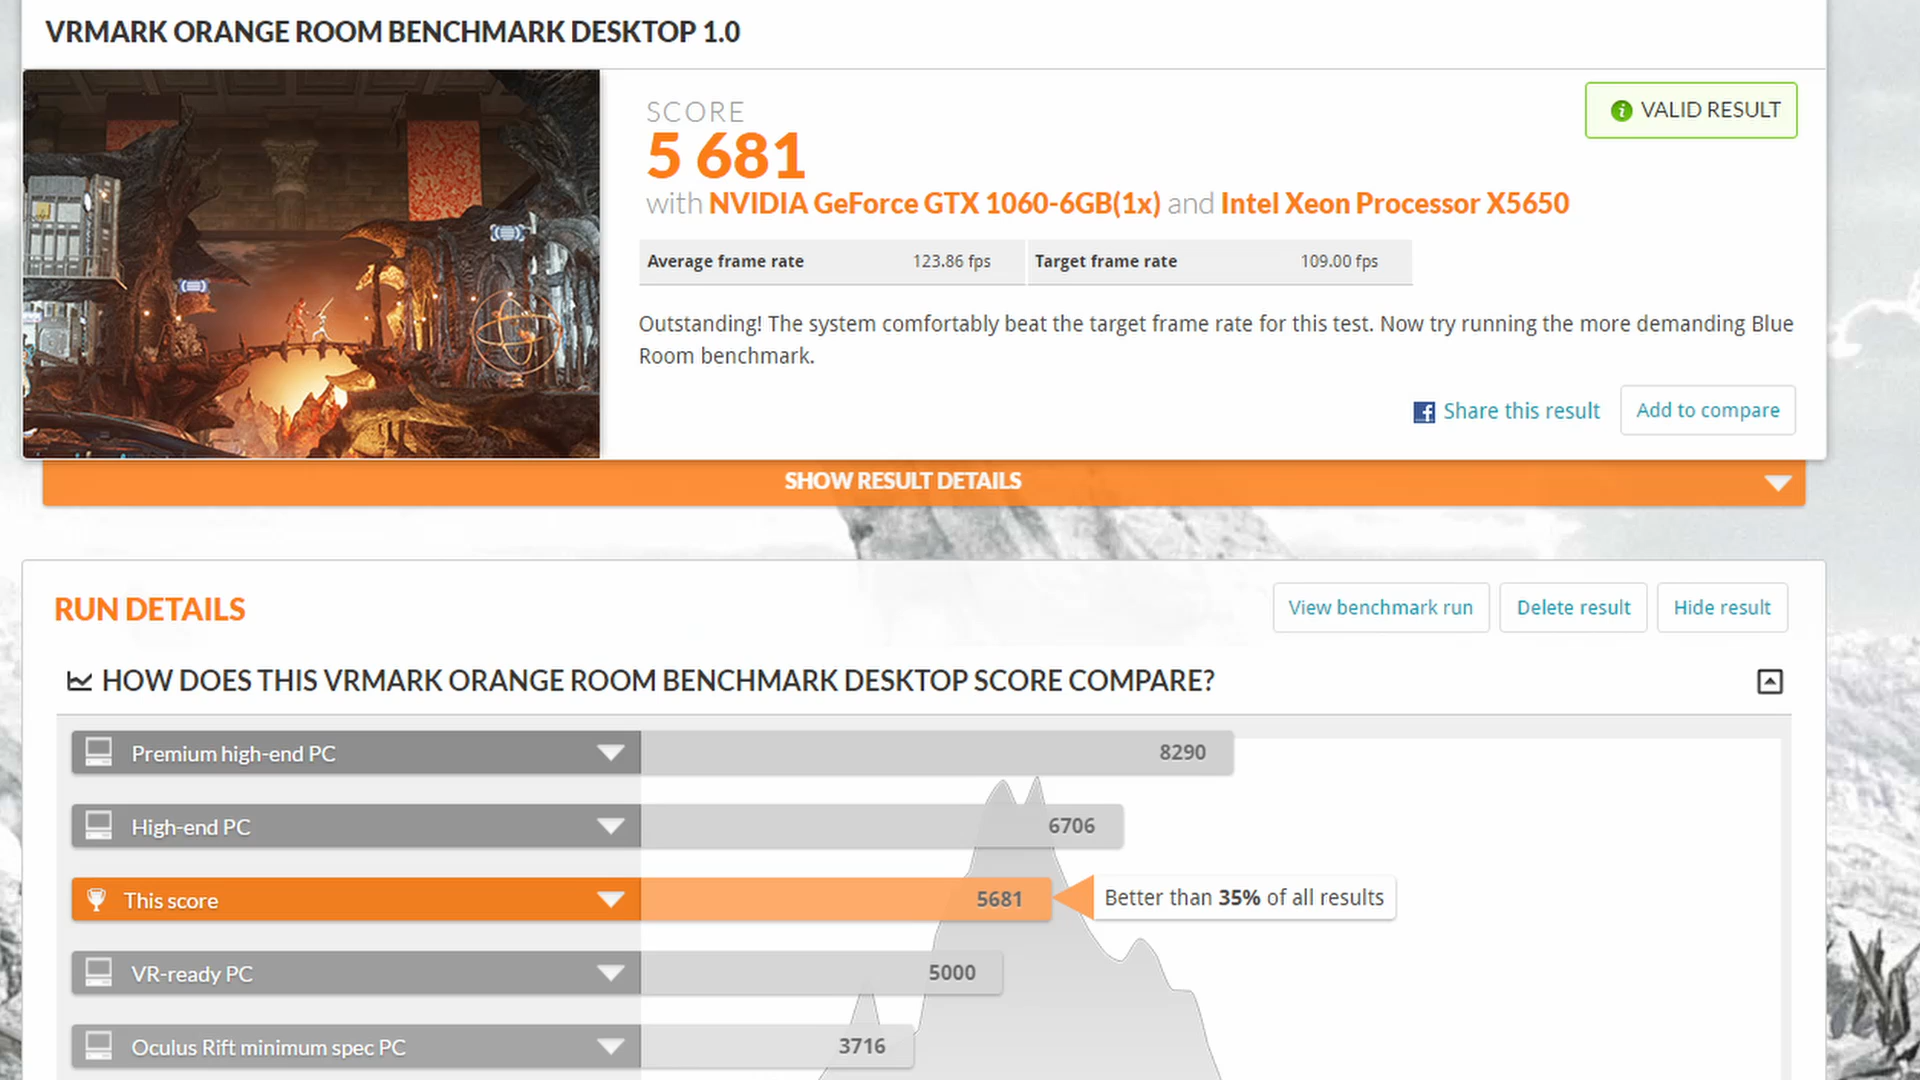 VRMARK ORANGE ROOM BENCHMARK DESKTOP 1.0
SCORE
5 681
VALID RESULT
with NVIDIA GeForce GTX 1060-6GB(1x) and Intel Xeon Processor X5650
Average frame rate 123.86 fps Target frame rate 109.00 fps
Outstanding! The system comfortably beat the target frame rate for this test. Now try running the more demanding Blue
Room benchmark.
Share this result Add to compare
SHOW RESULT DETAILS
RUN DETAILS
View benchmark run Delete result Hide result
HOW DOES THIS VRMARK ORANGE ROOM BENCHMARK DESKTOP SCORE COMPARE?
Premium high-end PC 8290
High-end PC 6706
This score 5681 Better than 35% of all results
VR-ready PC 5000
Oculus Rift minimum spec PC 3716